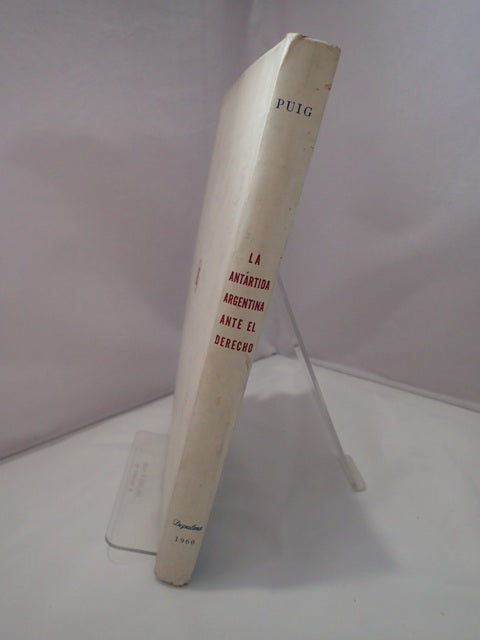 PUIG
LA
ANTÁRTIDA
ARGENTINA
ANTE EL
DERECHO
Depalma
1960